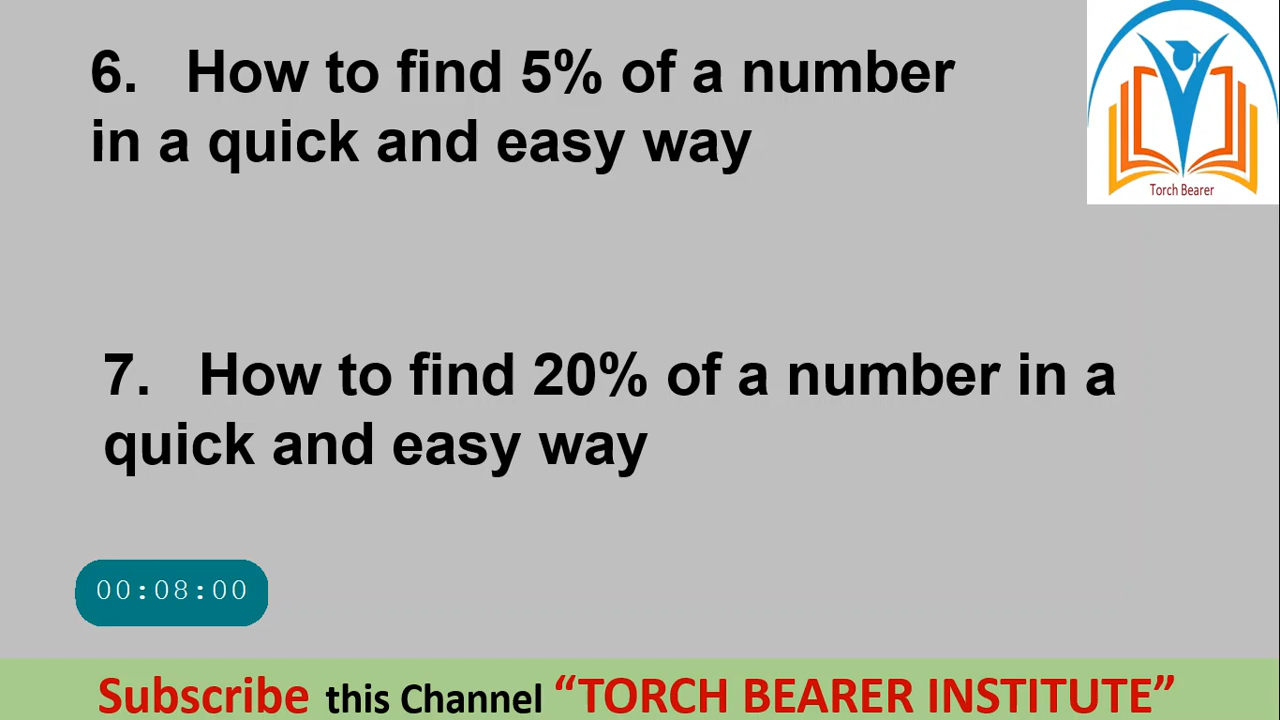 6. How to find 5% of a number
in a quick and easy way
Torch Bearer
7. How to find 20% of a number in a
quick and easy way
00:08:00
Subscribe this Channel “TORCH BEARER INSTITUTE”